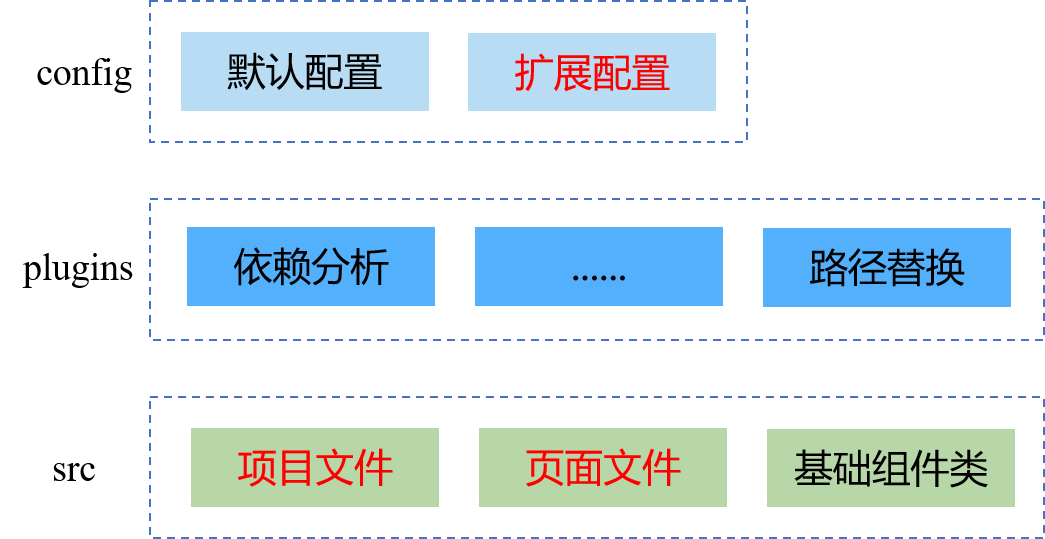 config
默认配置
扩展配置
plugins
依赖分析
......
路径替换
src
项目文件
页面文件
基础组件类